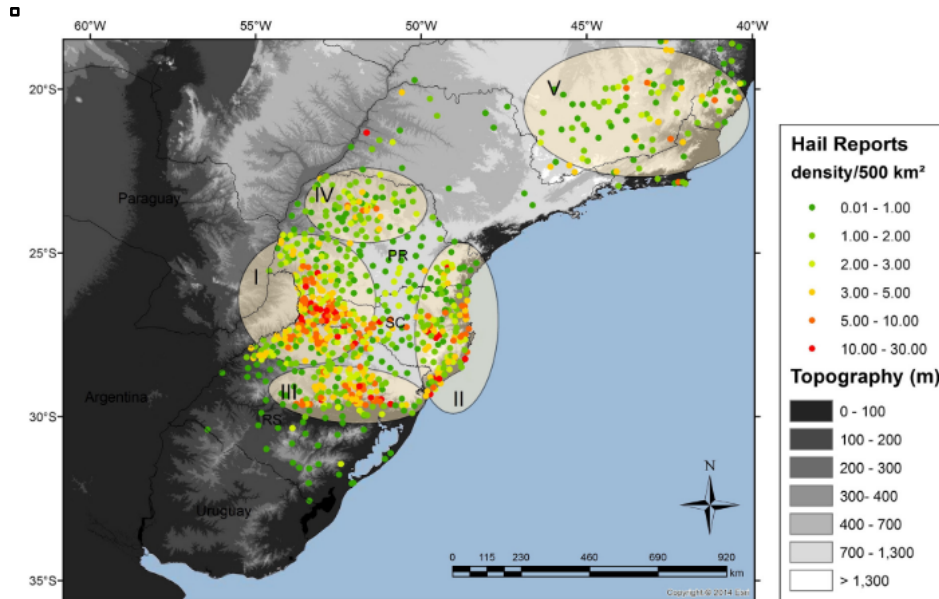 60°W 55°W 50°W 45°W 40°W
20°S
25°S
30°S
35°S
V
IV
Paraguay
PR
I
SC
Argentina
III
II
RS
Uruguay
N
0 115 230 460 690 920
km
Copyright © 2014 Esri
Hail Reports
density/500 km²
0.01 - 1.00
1.00 - 2.00
2.00 - 3.00
3.00 - 5.00
5.00 - 10.00
10.00 - 30.00
Topography (m)
0 - 100
100 - 200
200 - 300
300- 400
400 - 700
700 - 1,300
> 1,300